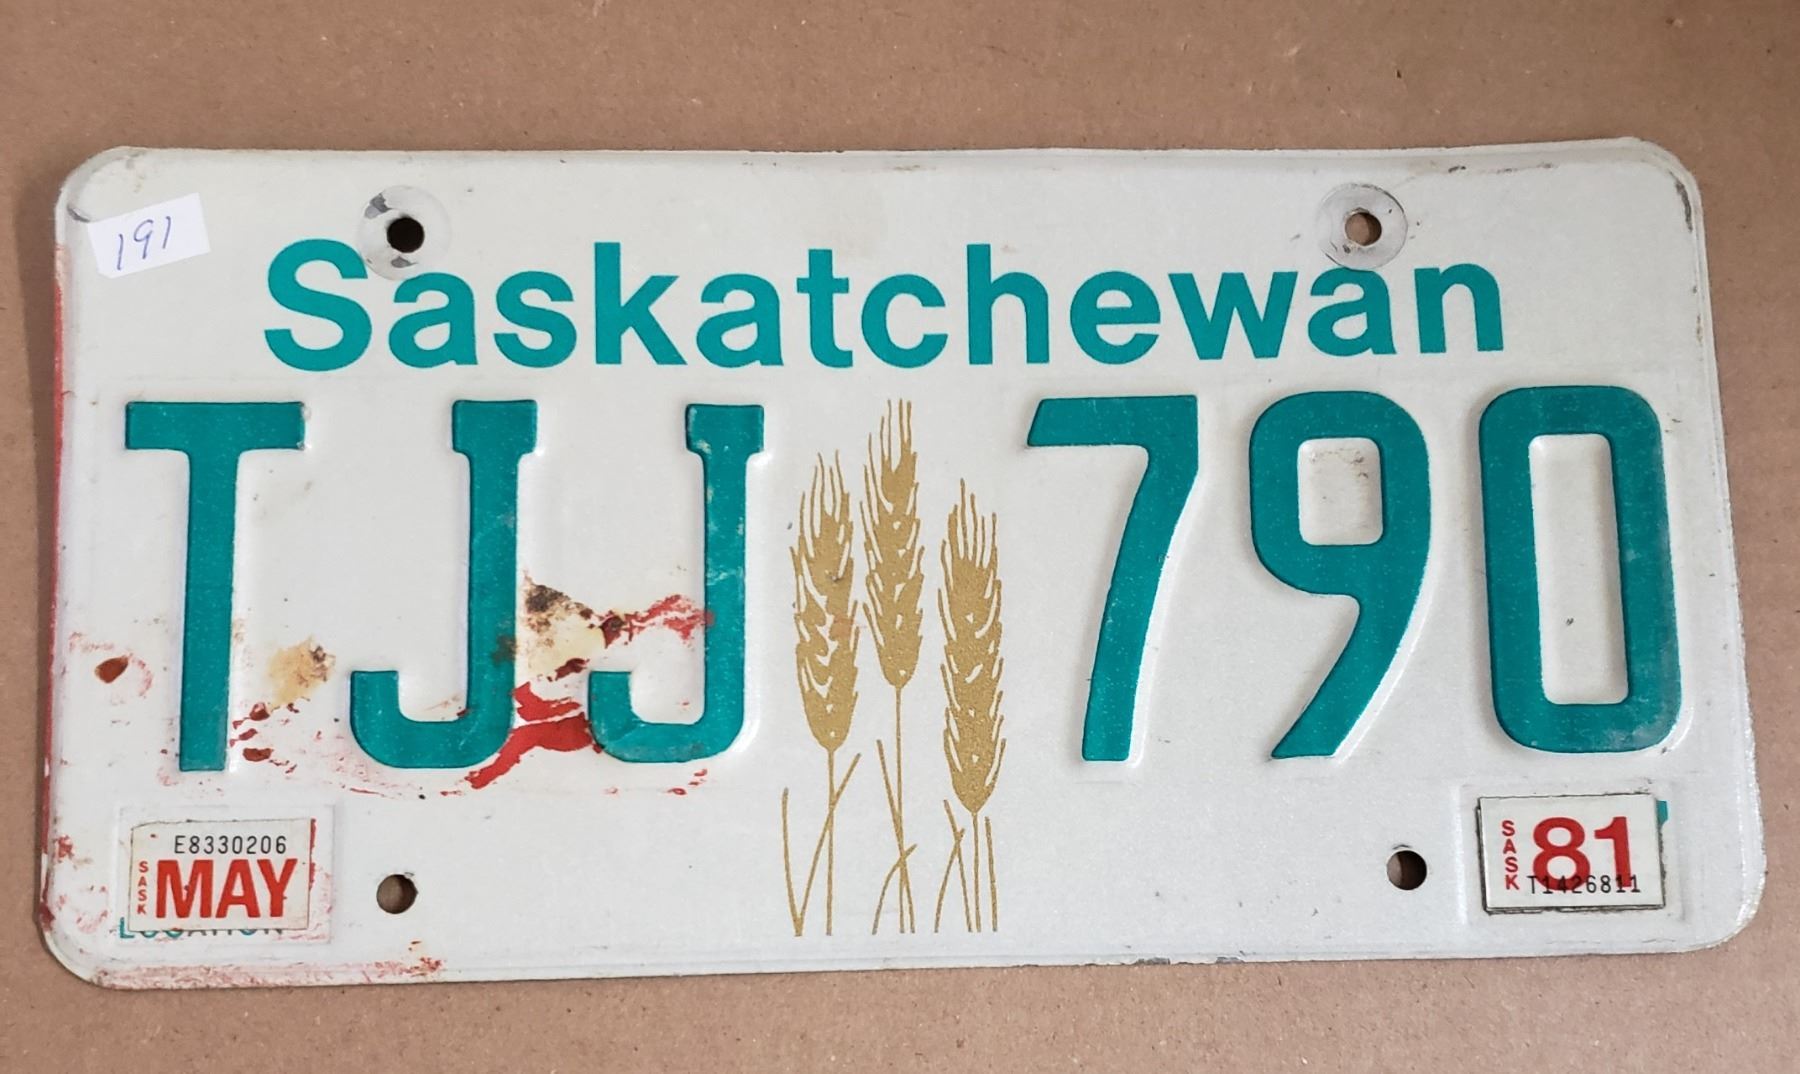 191
Saskatchewan
TJJ 790
E8330206
SASK MAY
SASK 81
T1426811